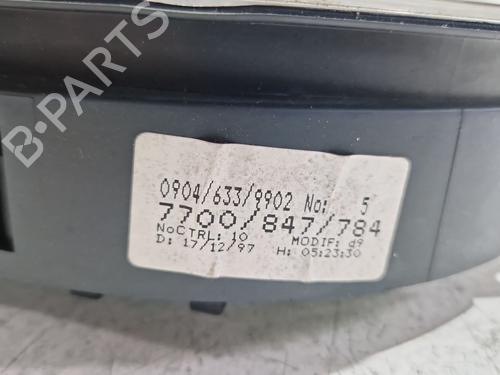 B-PARTS
0904/633/9902 No: 5
7700/847/784
NoCTRL: 10 MODIF: d9
D: 17/12/97 H: 05:23:30